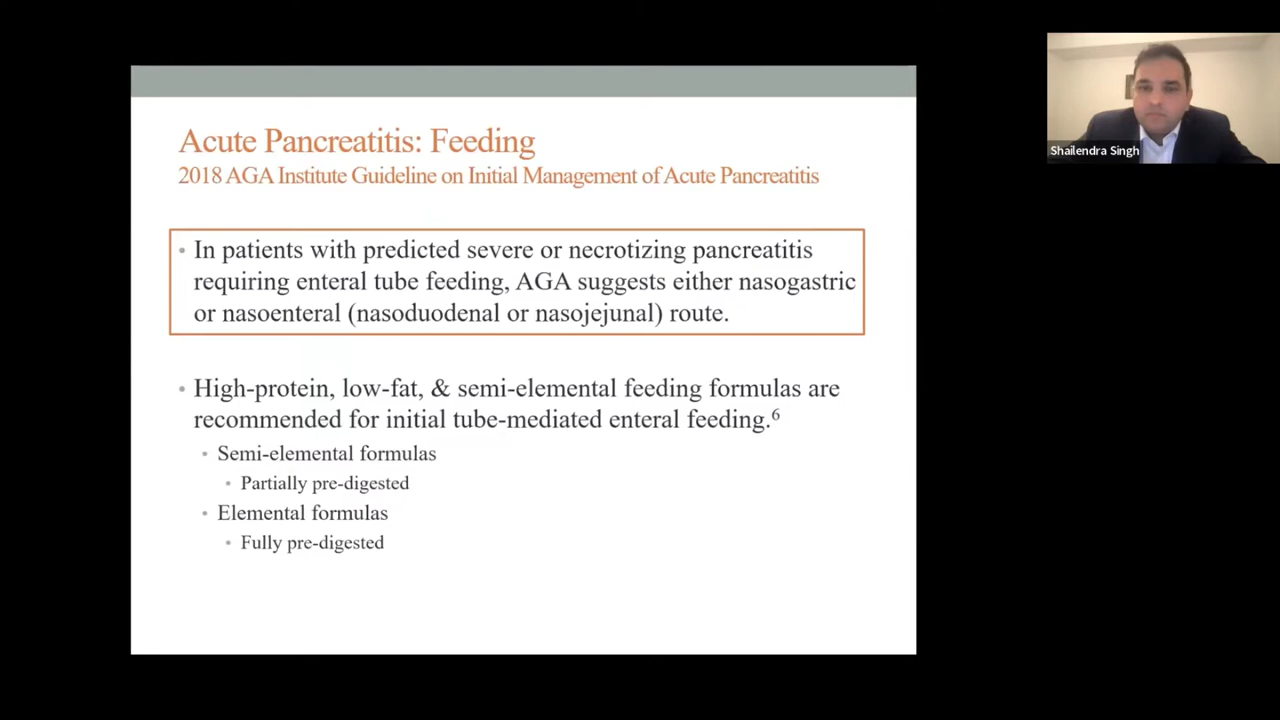 Acute Pancreatitis: Feeding
2018 AGA Institute Guideline on Initial Management of Acute Pancreatitis
• In patients with predicted severe or necrotizing pancreatitis
requiring enteral tube feeding, AGA suggests either nasogastric
or nasoenteral (nasoduodenal or nasojejunal) route.
• High-protein, low-fat, & semi-elemental feeding formulas are
recommended for initial tube-mediated enteral feeding.⁶
• Semi-elemental formulas
• Partially pre-digested
• Elemental formulas
• Fully pre-digested
Shailendra Singh